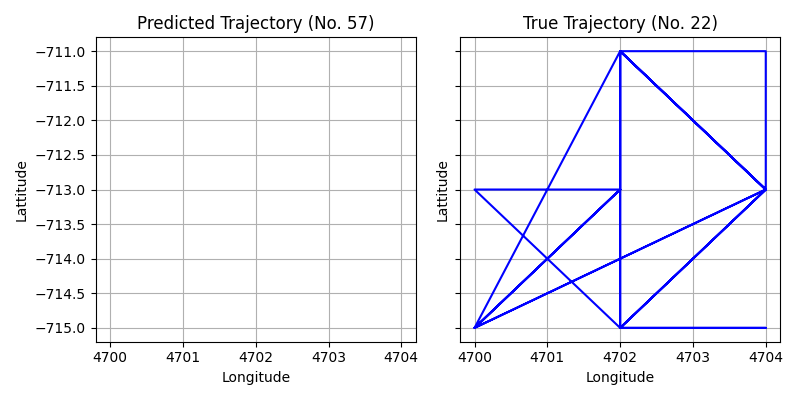 Predicted Trajectory (No. 57)
True Trajectory (No. 22)
−711.0
−711.5
−712.0
−712.5
−713.0
−713.5
−714.0
−714.5
−715.0
Lattitude
Lattitude
4700 4701 4702 4703 4704
4700 4701 4702 4703 4704
Longitude
Longitude